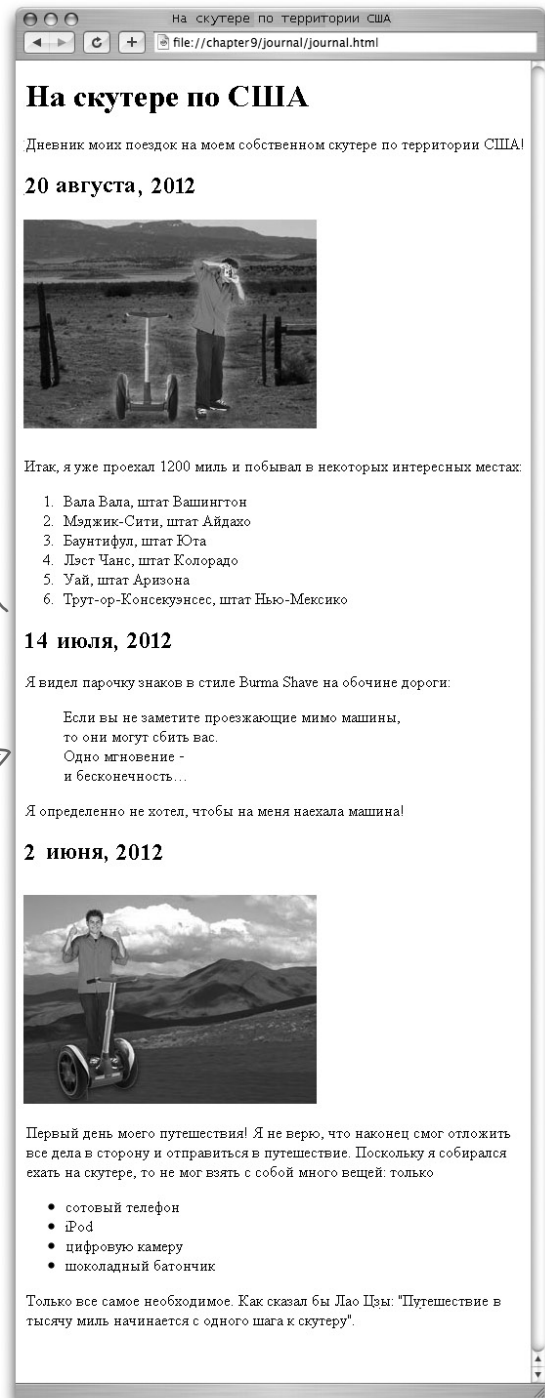 На скутере по территории США
file://chapter9/journal/journal.html
На скутере по США
Дневник моих поездок на моем собственном скутере по территории США!
20 августа, 2012
Итак, я уже проехал 1200 миль и побывал в некоторых интересных местах:
1. Вала Вала, штат Вашингтон
2. Мэджик-Сити, штат Айдахо
3. Баунтифул, штат Юта
4. Лэст Чанс, штат Колорадо
5. Уай, штат Аризона
6. Трут-ор-Консекуэнсес, штат Нью-Мексико
14 июля, 2012
Я видел парочку знаков в стиле Burma Shave на обочине дороги:
Если вы не заметите проезжающие мимо машины,
то они могут сбить вас.
Одно мгновение -
и бесконечность...
Я определенно не хотел, чтобы на меня наехала машина!
2 июня, 2012
Первый день моего путешествия! Я не верю, что наконец смог отложить
все дела в сторону и отправиться в путешествие. Поскольку я собирался
ехать на скутере, то не мог взять с собой много вещей: только
• сотовый телефон
• iPod
• цифровую камеру
• шоколадный батончик
Только все самое необходимое. Как сказал бы Лао Цзы: "Путешествие в
тысячу миль начинается с одного шага к скутеру".